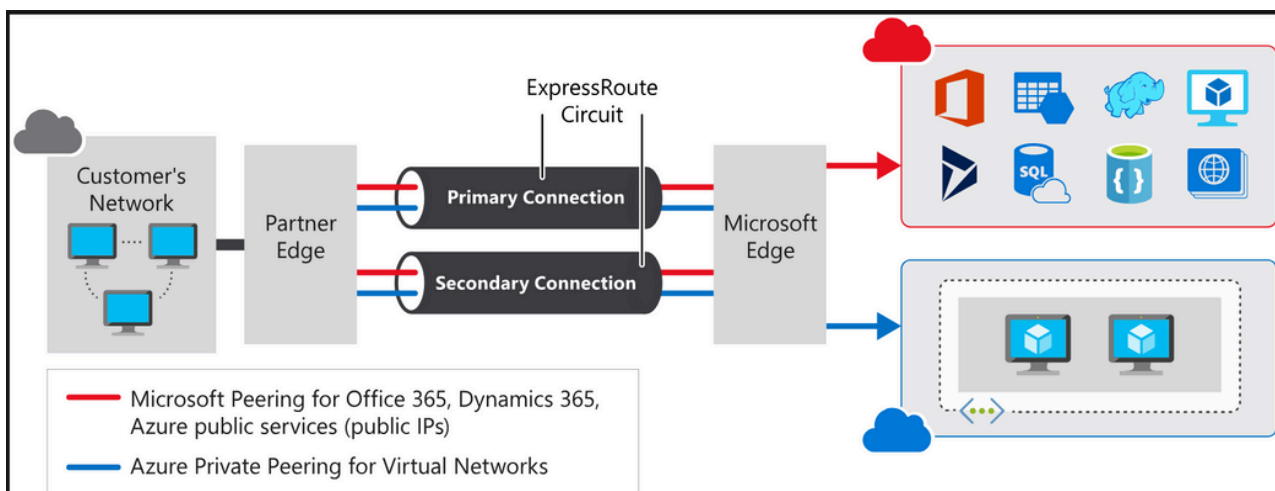 ExpressRoute
Circuit
Customer's
Network
Partner
Edge
Primary Connection
Secondary Connection
Microsoft
Edge
SQL
{ }
Microsoft Peering for Office 365, Dynamics 365,
Azure public services (public IPs)
Azure Private Peering for Virtual Networks